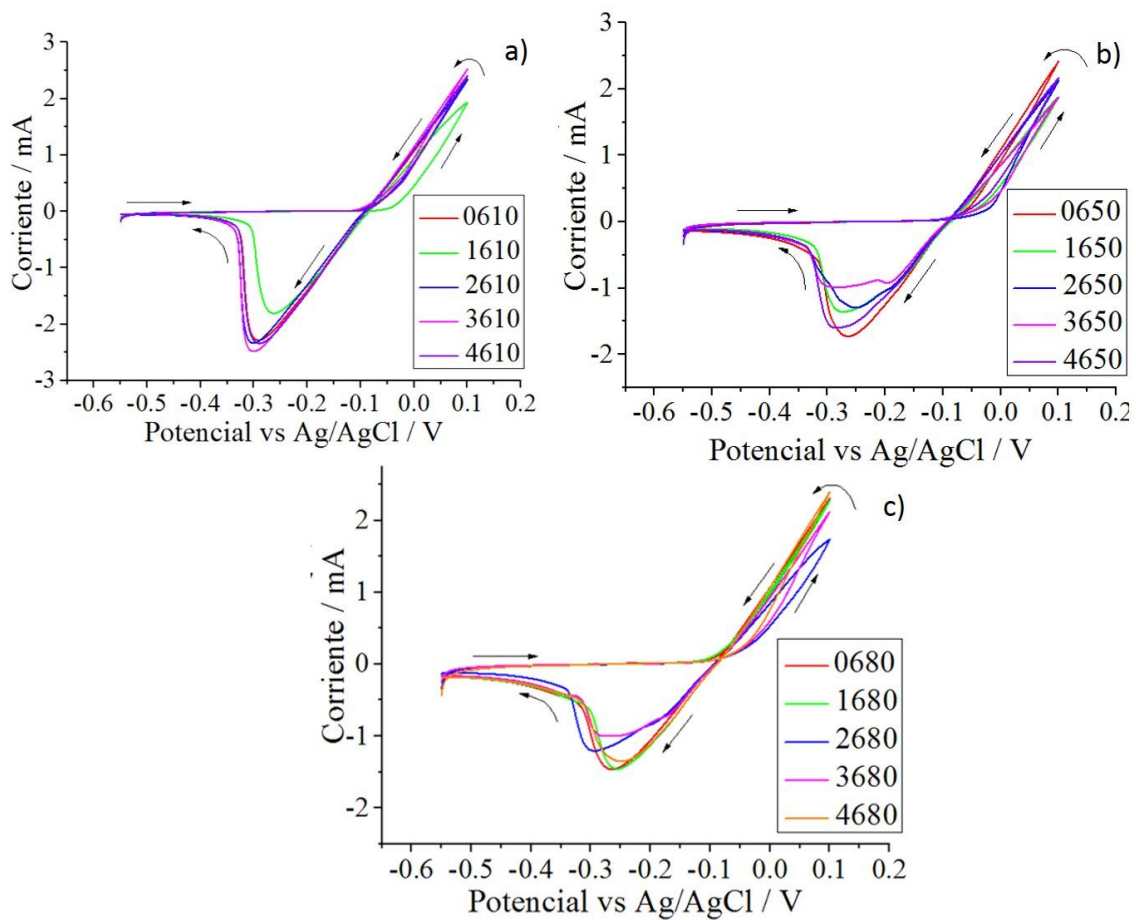 a)
Corriente / mA
3
2
1
0
-1
-2
-3
0610
1610
2610
3610
4610
-0.6 -0.5 -0.4 -0.3 -0.2 -0.1 0.0 0.1 0.2
Potencial vs Ag/AgCl / V
b)
Corriente / mA
3
2
1
0
-1
-2
0650
1650
2650
3650
4650
-0.6 -0.5 -0.4 -0.3 -0.2 -0.1 0.0 0.1 0.2
Potencial vs Ag/AgCl / V
c)
Corriente / mA
2
1
0
-1
-2
0680
1680
2680
3680
4680
-0.6 -0.5 -0.4 -0.3 -0.2 -0.1 0.0 0.1 0.2
Potencial vs Ag/AgCl / V